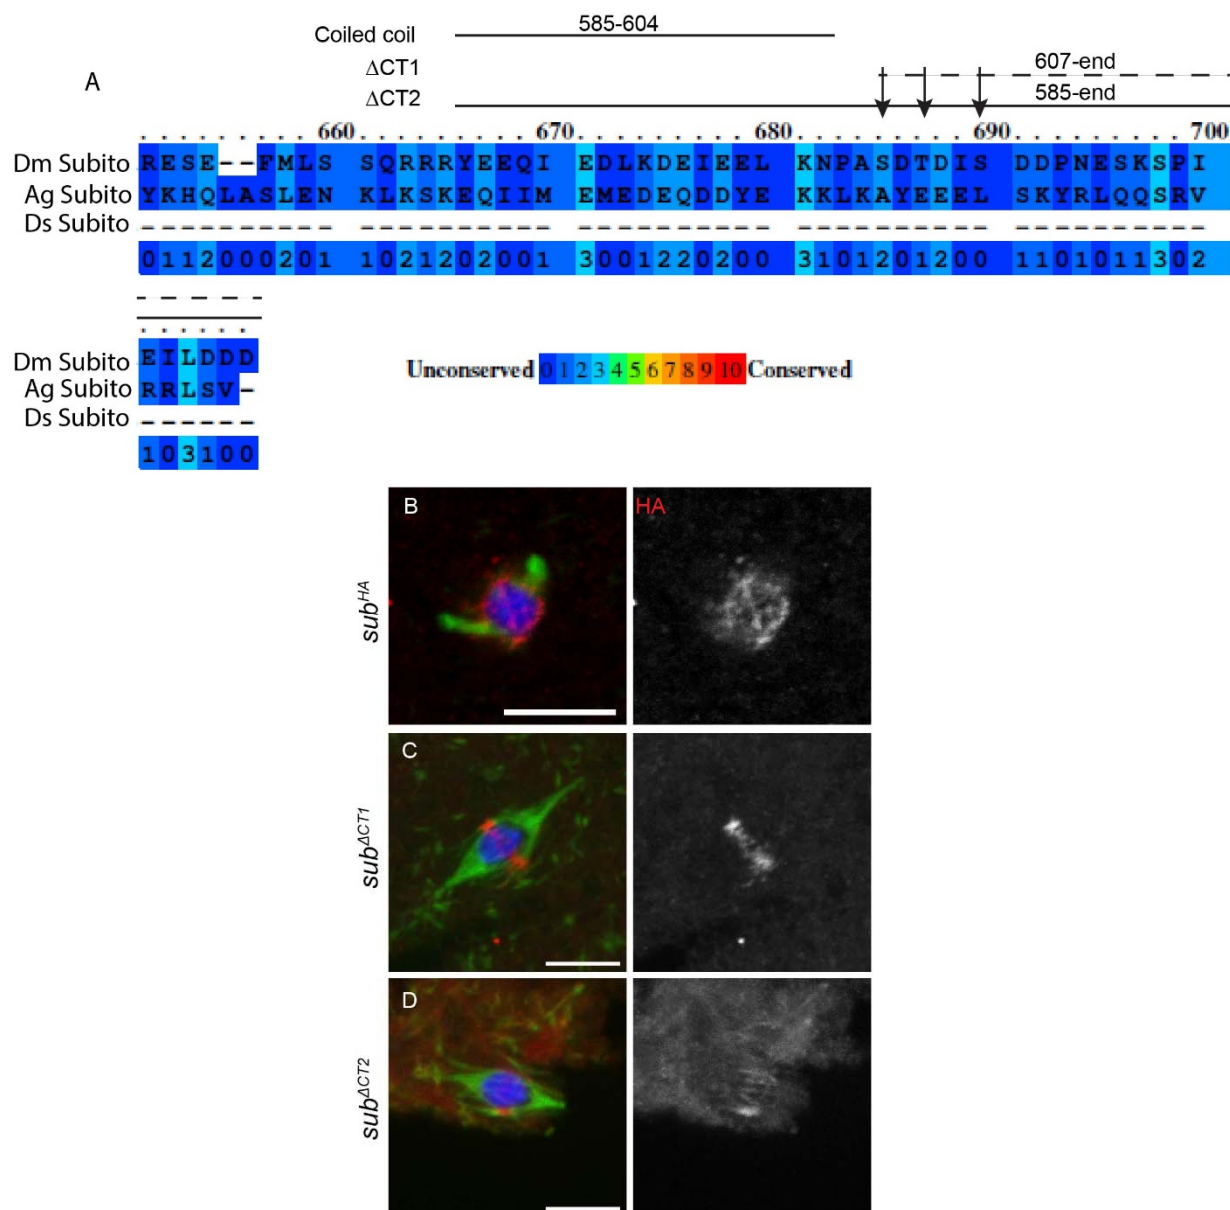 Coiled coil 585-604
A ΔCT1 607-end
ΔCT2 585-end
. . . . . . . . . 660 . . . . . . . . 670 . . . . . . . . 680 . . . . . . . . 690 . . . . . . . . 700
Dm Subito RESE--FMLS SQRRRYEEQI EDLKDEIEEL KNPASDTDIS DDPNESKSPI
Ag Subito YKHQLASLEN KLKSKEQIIM EMEDEQDDYE KKLKAYEEEL SKYRLQQSRV
Ds Subito ---------- ---------- ---------- ---------- ----------
0112000201 1021202001 3001220200 3101201200 1101011302
. . . . . .
Dm Subito EILDDD
Ag Subito RRLSV-
Ds Subito ------
103100
Unconserved 0 1 2 3 4 5 6 7 8 9 10 Conserved
B HA
sub^HA
C
sub^ΔCT1
D
sub^ΔCT2